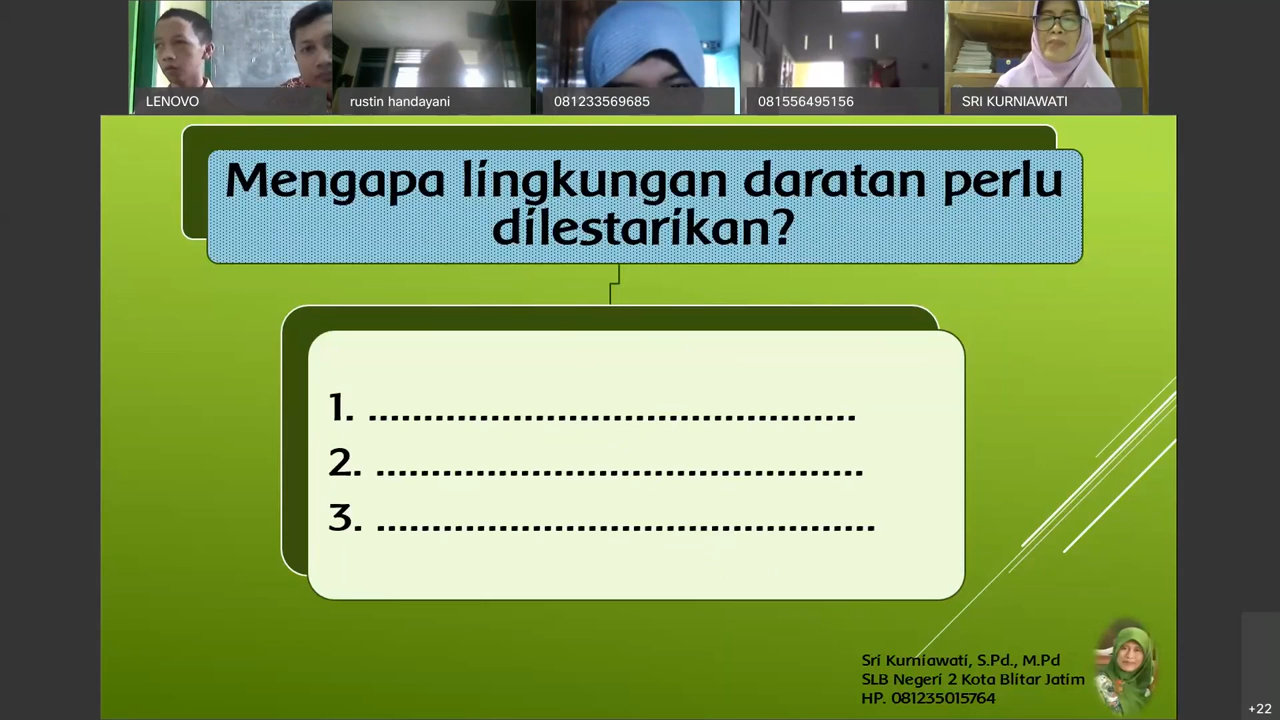 LENOVO
rustin handayani
081233569685
081556495156
SRI KURNIAWATI
Mengapa lingkungan daratan perlu
dilestarikan?
1. ............................................
2. ............................................
3. .............................................
Sri Kurniawati, S.Pd., M.Pd
SLB Negeri 2 Kota Blitar Jatim
HP. 081235015764
+22